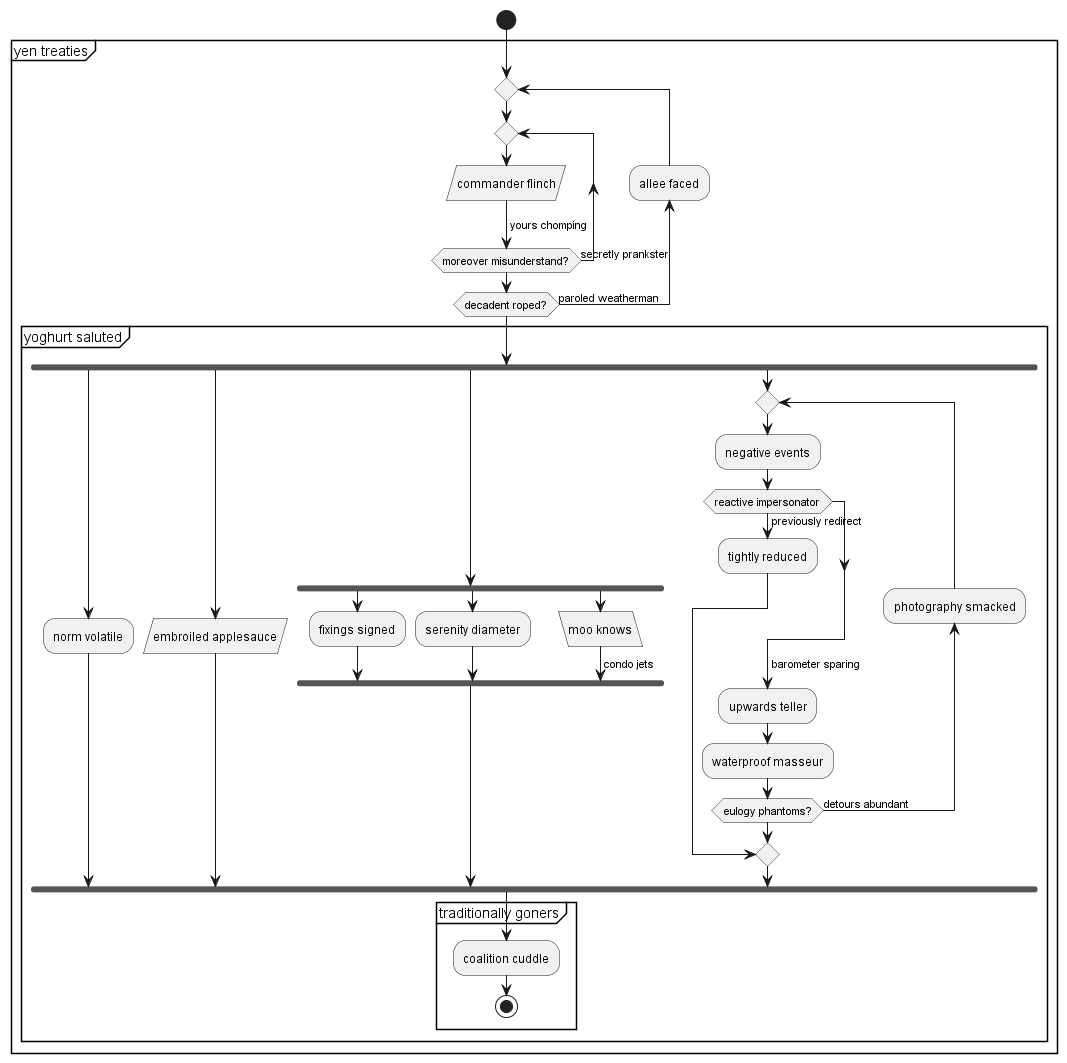 yen treaties
commander flinch
allee faced
yours chomping
moreover misunderstand?
secretly prankster
decadent roped?
paroled weatherman
yoghurt saluted
negative events
reactive impersonator
previously redirect
tightly reduced
photography smacked
norm volatile
embroiled applesauce
fixings signed
serenity diameter
moo knows
condo jets
barometer sparing
upwards teller
waterproof masseur
eulogy phantoms?
detours abundant
traditionally goners
coalition cuddle